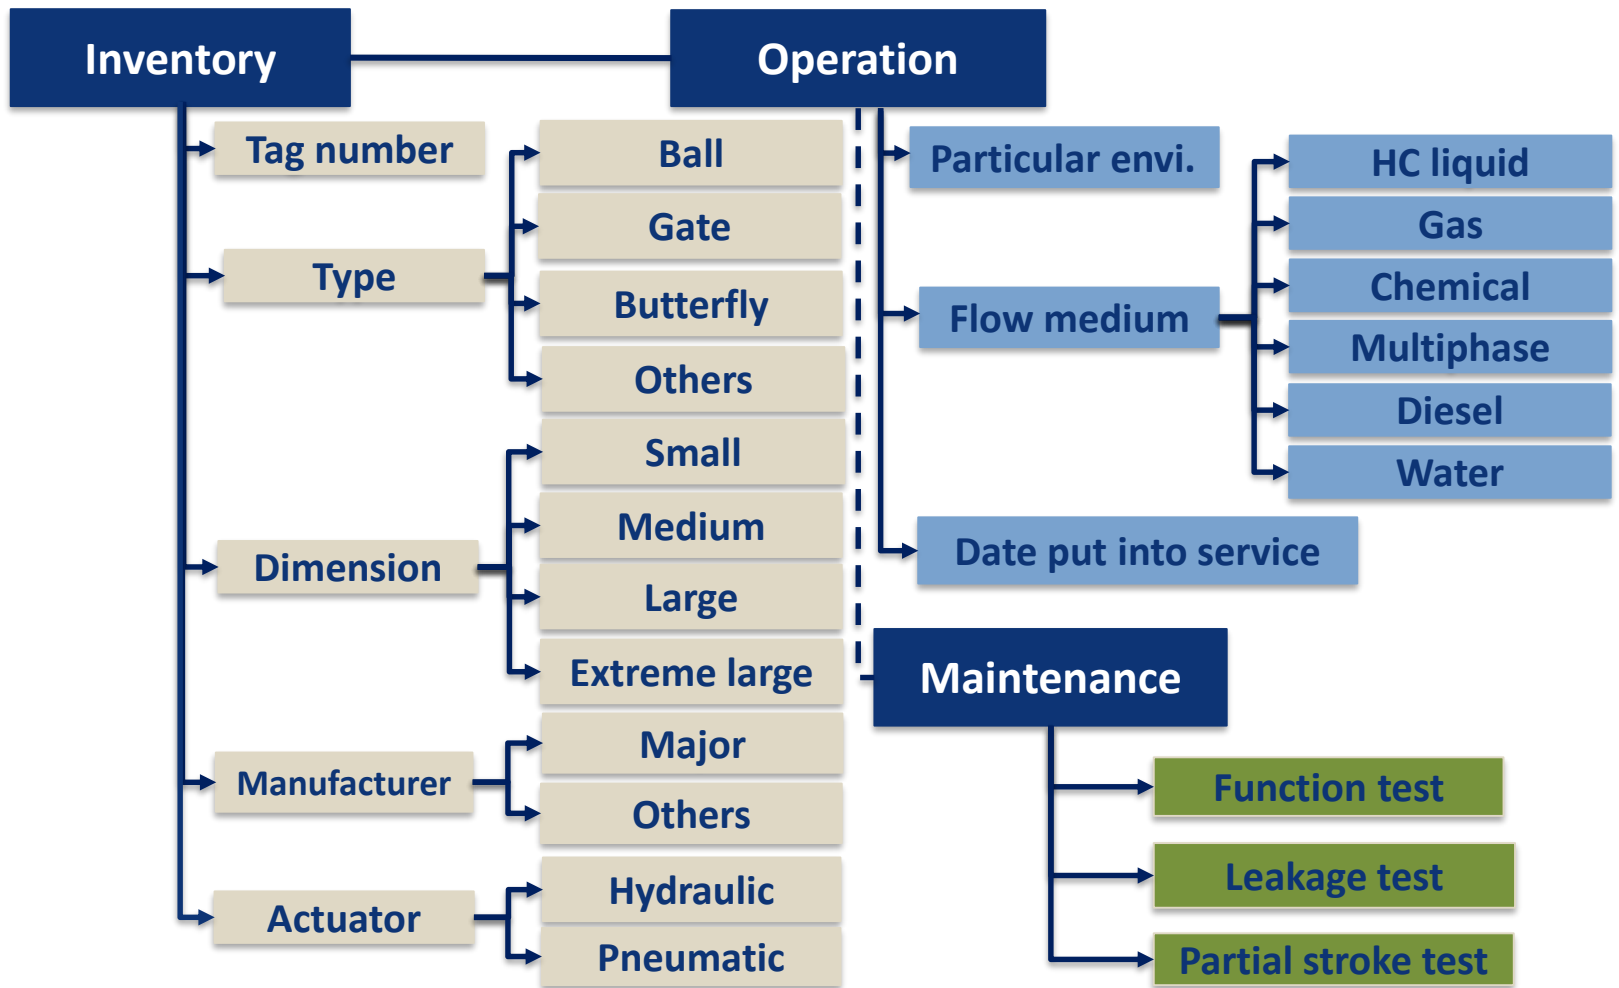 Inventory
Operation
Tag number
Type
Ball
Gate
Butterfly
Others
Dimension
Small
Medium
Large
Extreme large
Manufacturer
Major
Others
Actuator
Hydraulic
Pneumatic
Particular envi.
Flow medium
HC liquid
Gas
Chemical
Multiphase
Diesel
Water
Date put into service
Maintenance
Function test
Leakage test
Partial stroke test